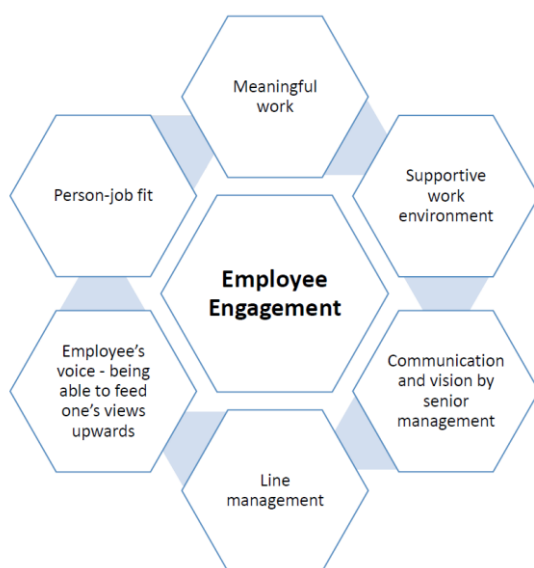 Meaningful
work
Person-job fit
Supportive
work
environment
Employee
Engagement
Employee's
voice - being
able to feed
one's views
upwards
Communication
and vision by
senior
management
Line
management